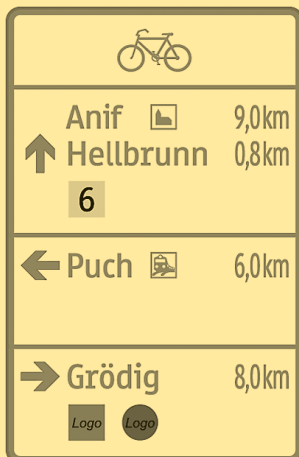 Anif 9,0km
Hellbrunn 0,8km
6
Puch 6,0km
Grödig 8,0km
Logo Logo